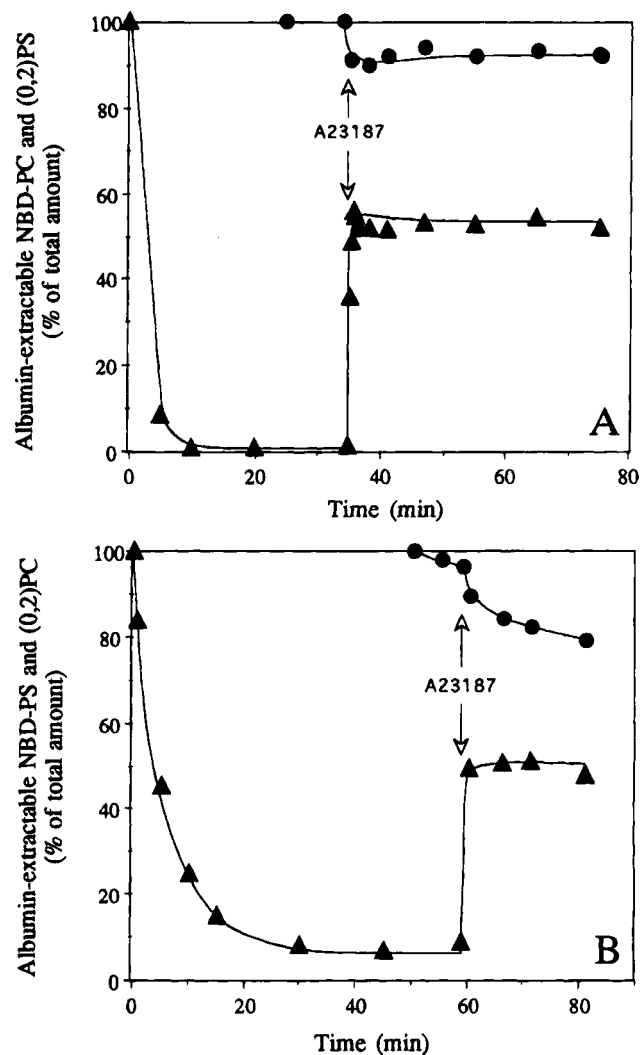 Albumin-extractable NBD-PC and (0,2)PS
(% of total amount)
100
80
60
40
20
0
A23187
A
0
20
40
60
80
Time (min)
Albumin-extractable NBD-PS and (0,2)PC
(% of total amount)
100
80
60
40
20
0
A23187
B
0
20
40
60
80
Time (min)